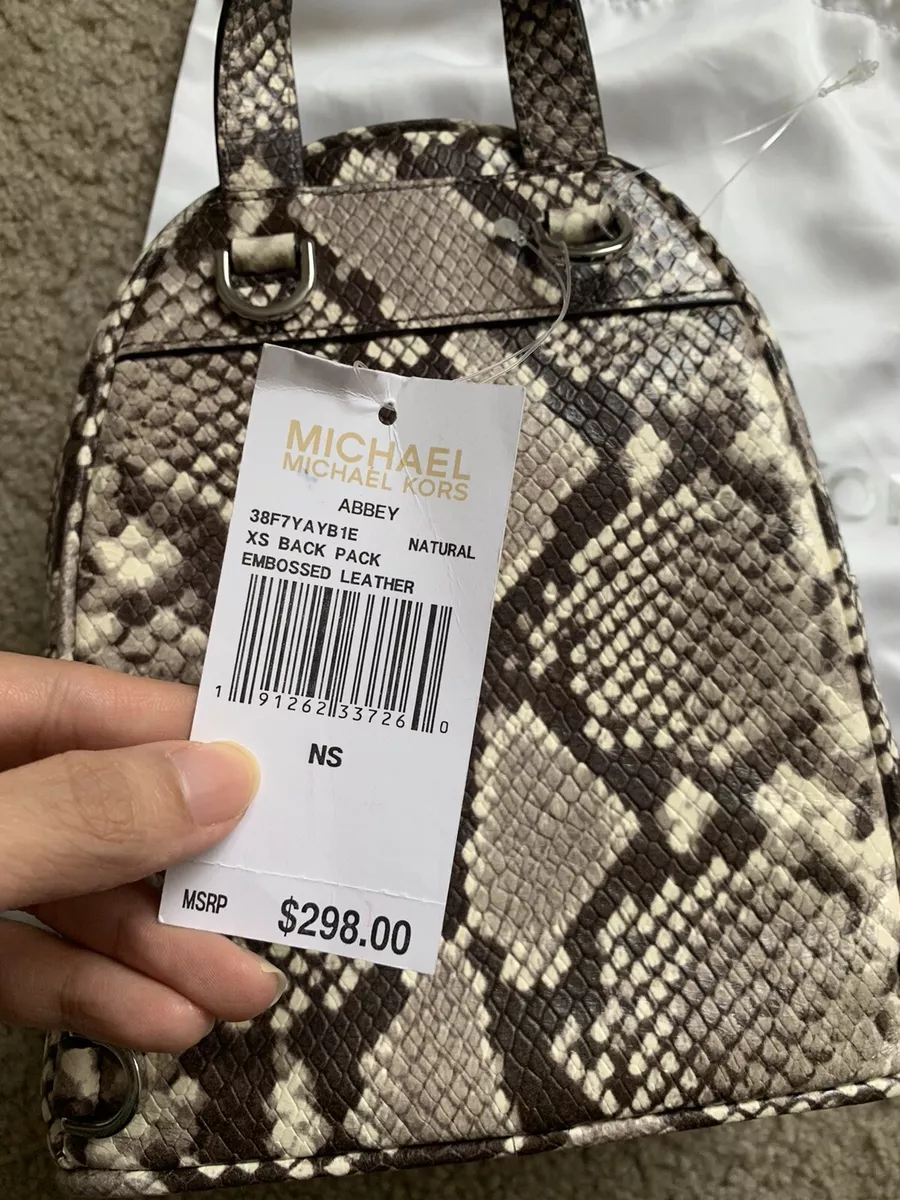 MICHAEL
MICHAEL KORS
ABBEY
38F7YAYB1E NATURAL
XS BACK PACK
EMBOSSED LEATHER
1 91262 33726 0
NS
MSRP $298.00